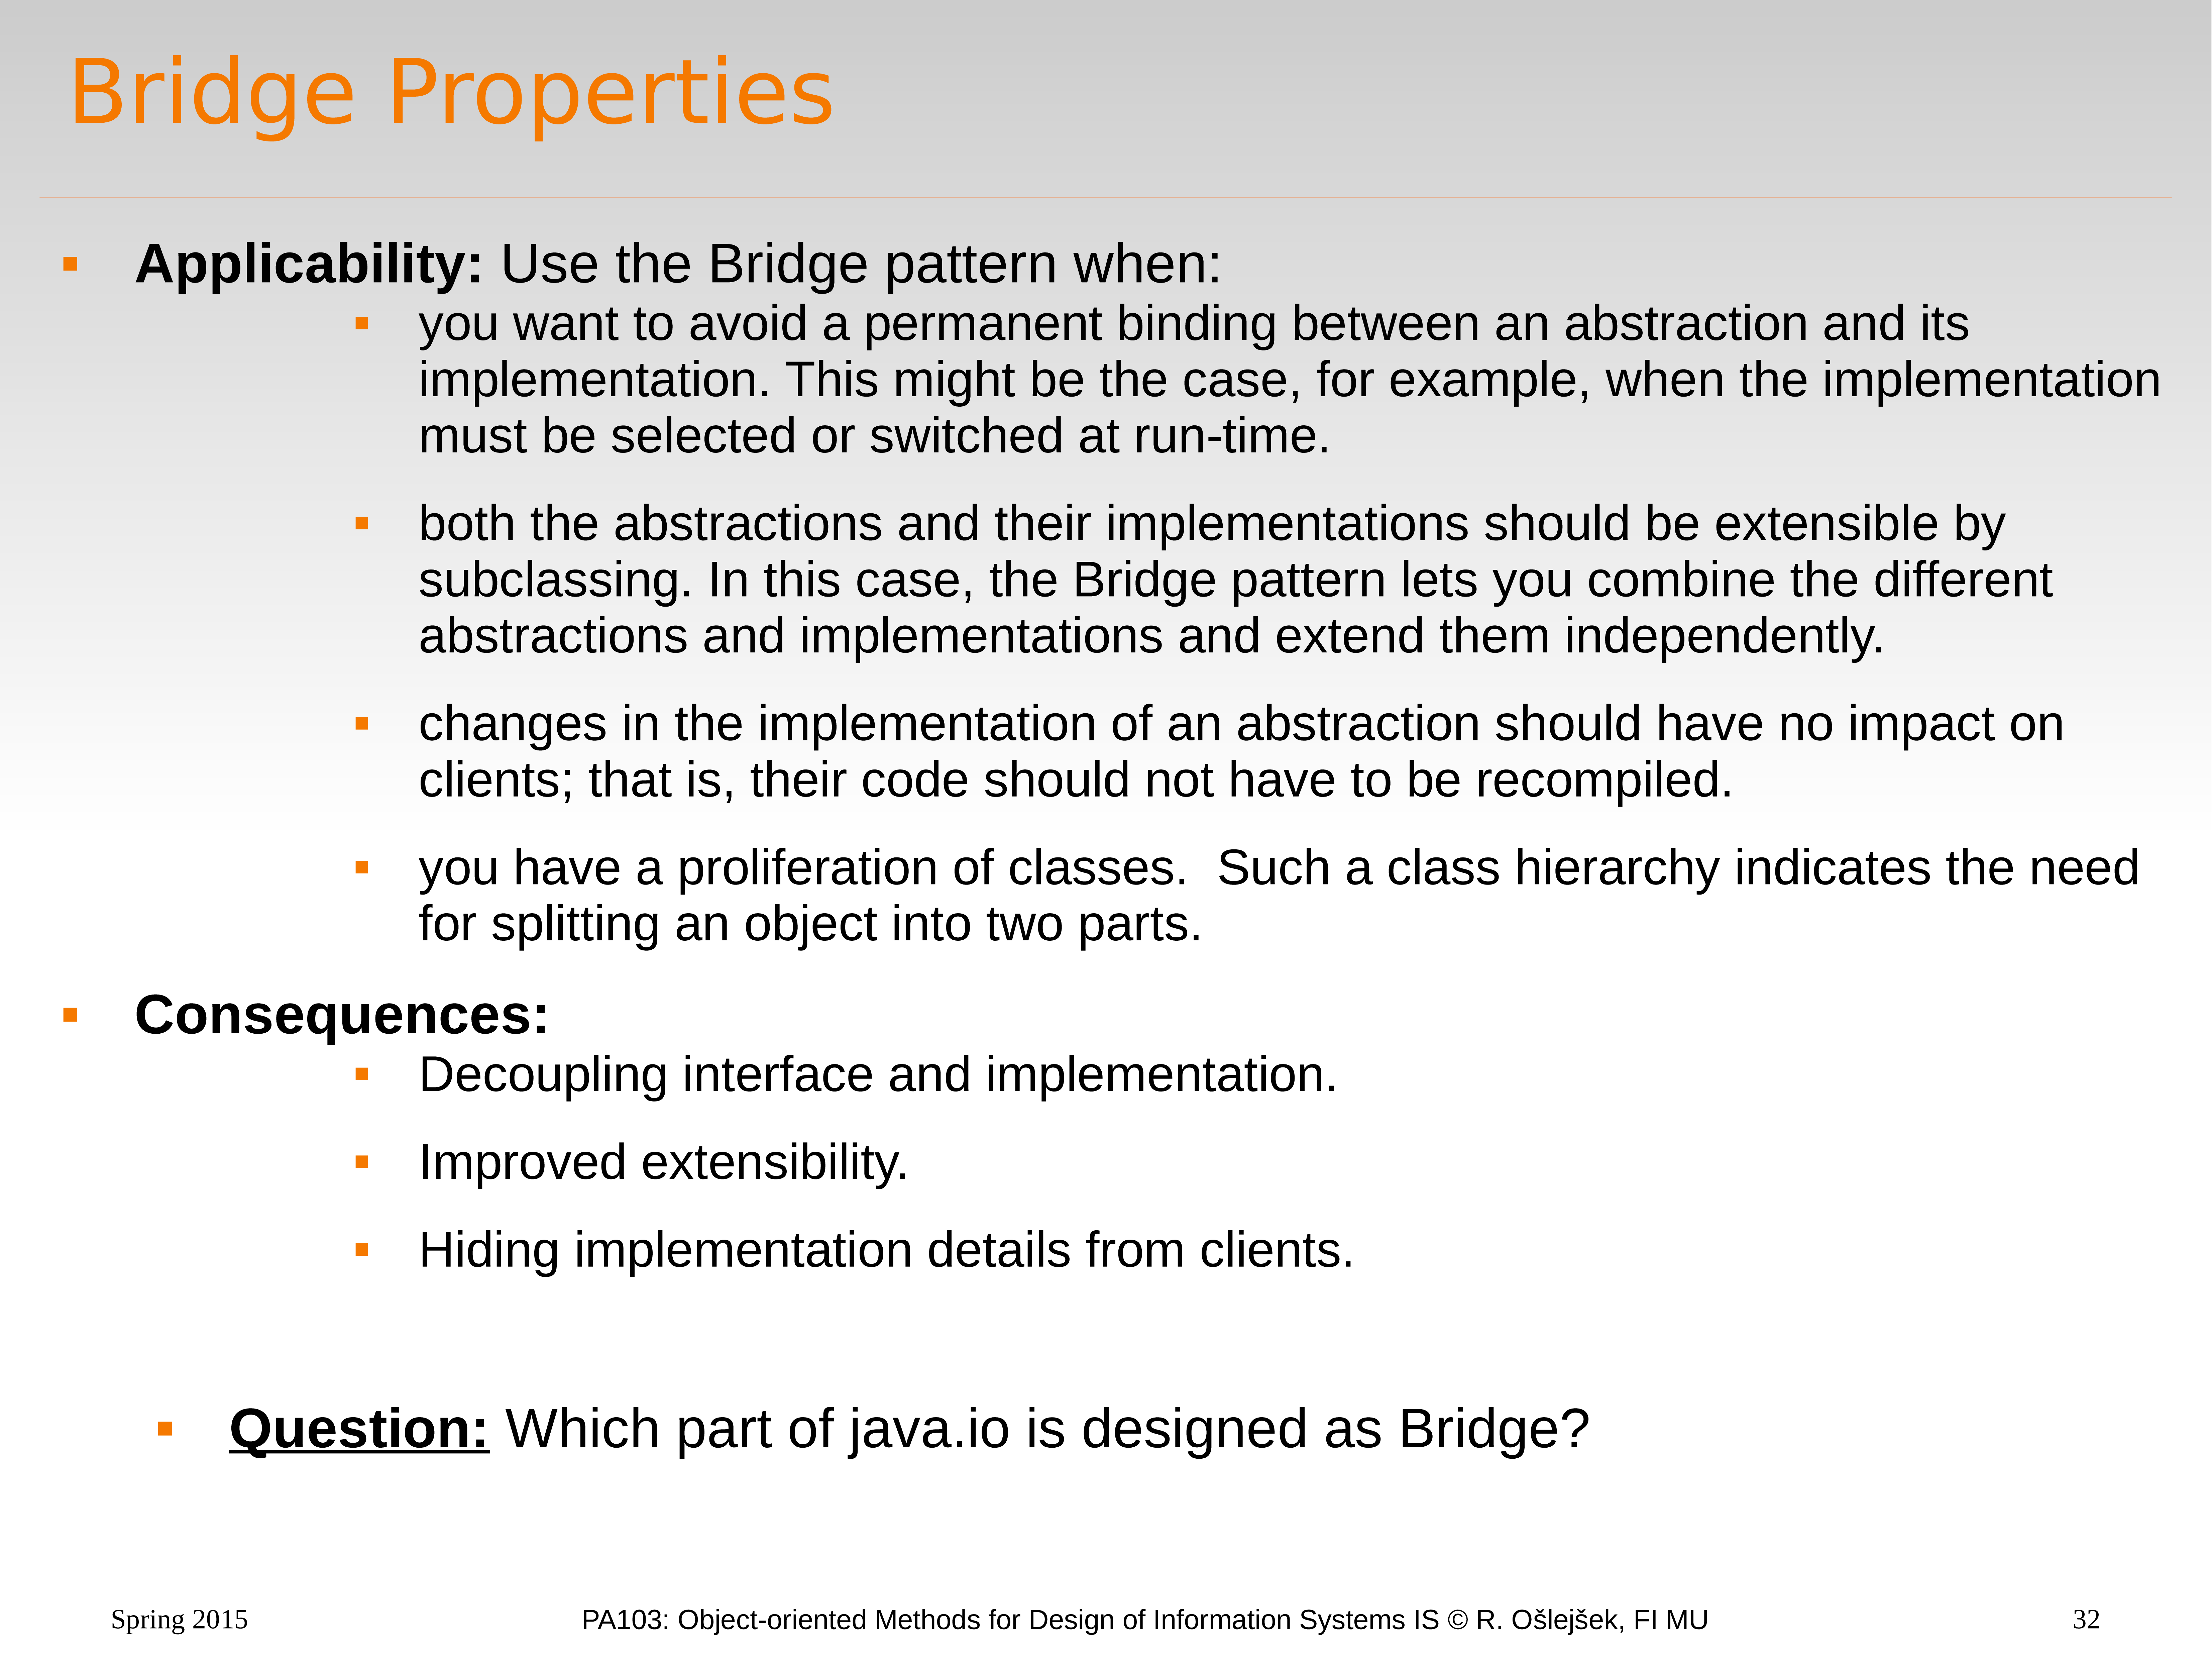 Bridge Properties
▪ Applicability: Use the Bridge pattern when:
▪ you want to avoid a permanent binding between an abstraction and its
implementation. This might be the case, for example, when the implementation
must be selected or switched at run-time.
▪ both the abstractions and their implementations should be extensible by
subclassing. In this case, the Bridge pattern lets you combine the different
abstractions and implementations and extend them independently.
▪ changes in the implementation of an abstraction should have no impact on
clients; that is, their code should not have to be recompiled.
▪ you have a proliferation of classes.  Such a class hierarchy indicates the need
for splitting an object into two parts.
▪ Consequences:
▪ Decoupling interface and implementation.
▪ Improved extensibility.
▪ Hiding implementation details from clients.
▪ Question: Which part of java.io is designed as Bridge?
Spring 2015 PA103: Object-oriented Methods for Design of Information Systems IS © R. Ošlejšek, FI MU 32